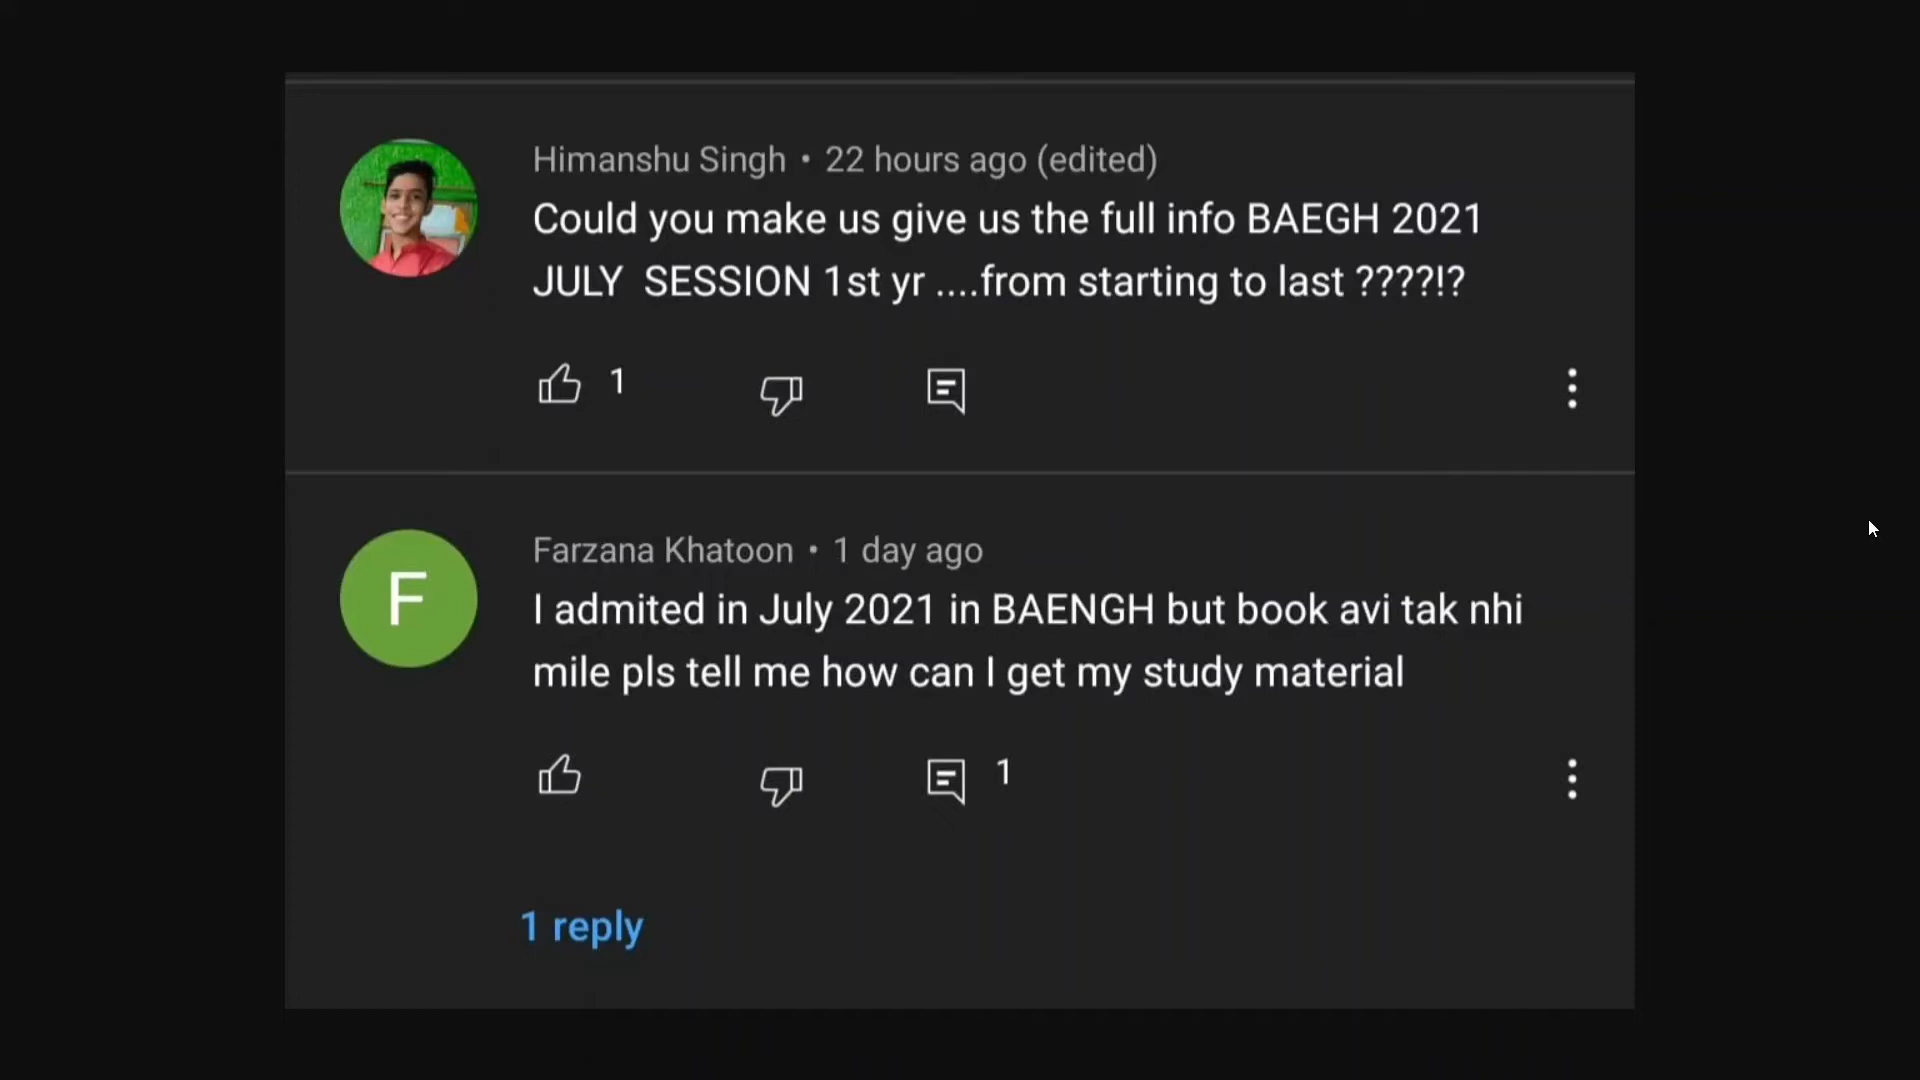 Himanshu Singh • 22 hours ago (edited)
Could you make us give us the full info BAEGH 2021
JULY SESSION 1st yr ....from starting to last ????!?
1
F
Farzana Khatoon • 1 day ago
I admited in July 2021 in BAENGH but book avi tak nhi
mile pls tell me how can I get my study material
1
1 reply